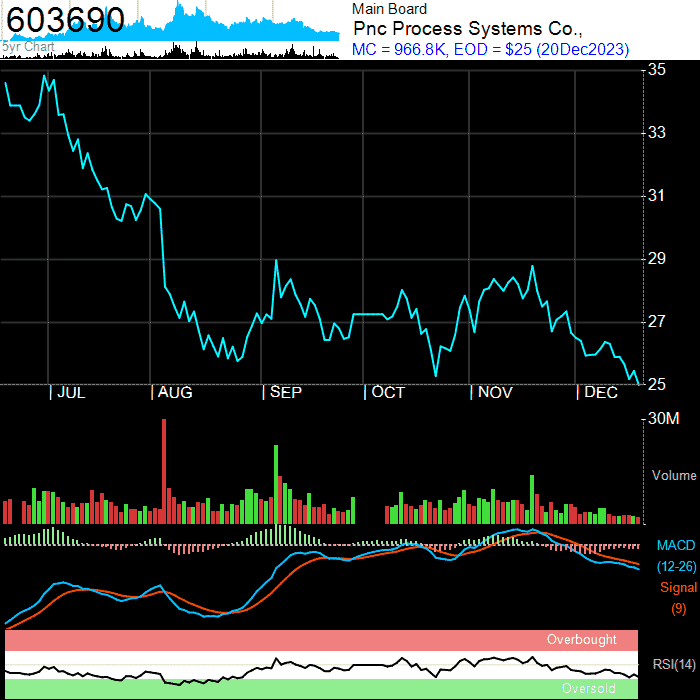 603690
5yr Chart
Main Board
Pnc Process Systems Co.,
MC = 966.8K, EOD = $25 (20Dec2023)
35
33
31
29
27
25
| JUL | AUG | SEP | OCT | NOV | DEC
30M
Volume
MACD
(12-26)
Signal
(9)
Overbought
RSI(14)
Oversold